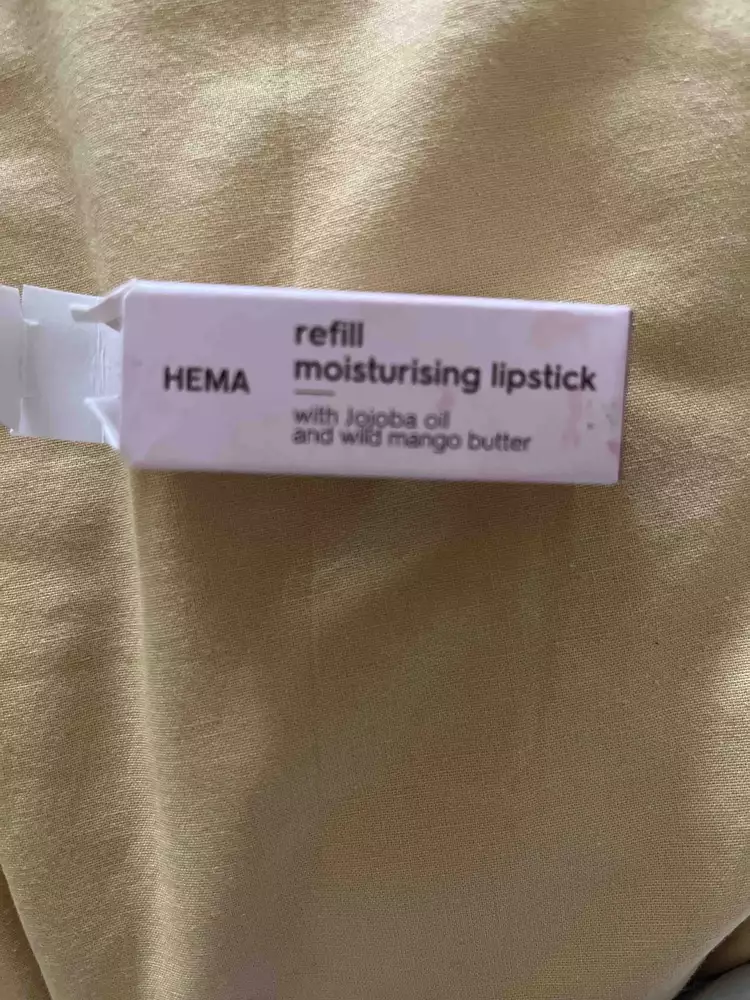 HEMA
refill
moisturising lipstick
with Jojoba oil
and wild mango butter